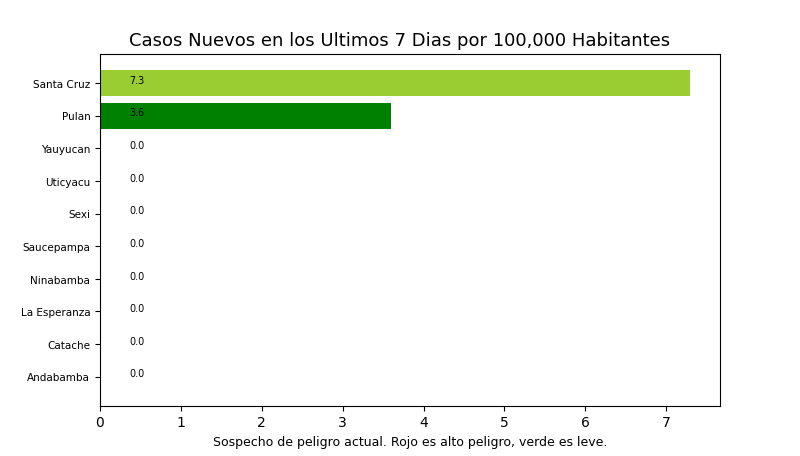 Casos Nuevos en los Ultimos 7 Dias por 100,000 Habitantes
Santa Cruz 7.3
Pulan 3.6
Yauyucan 0.0
Uticyacu 0.0
Sexi 0.0
Saucepampa 0.0
Ninabamba 0.0
La Esperanza 0.0
Catache 0.0
Andabamba 0.0
0 1 2 3 4 5 6 7
Sospecho de peligro actual. Rojo es alto peligro, verde es leve.